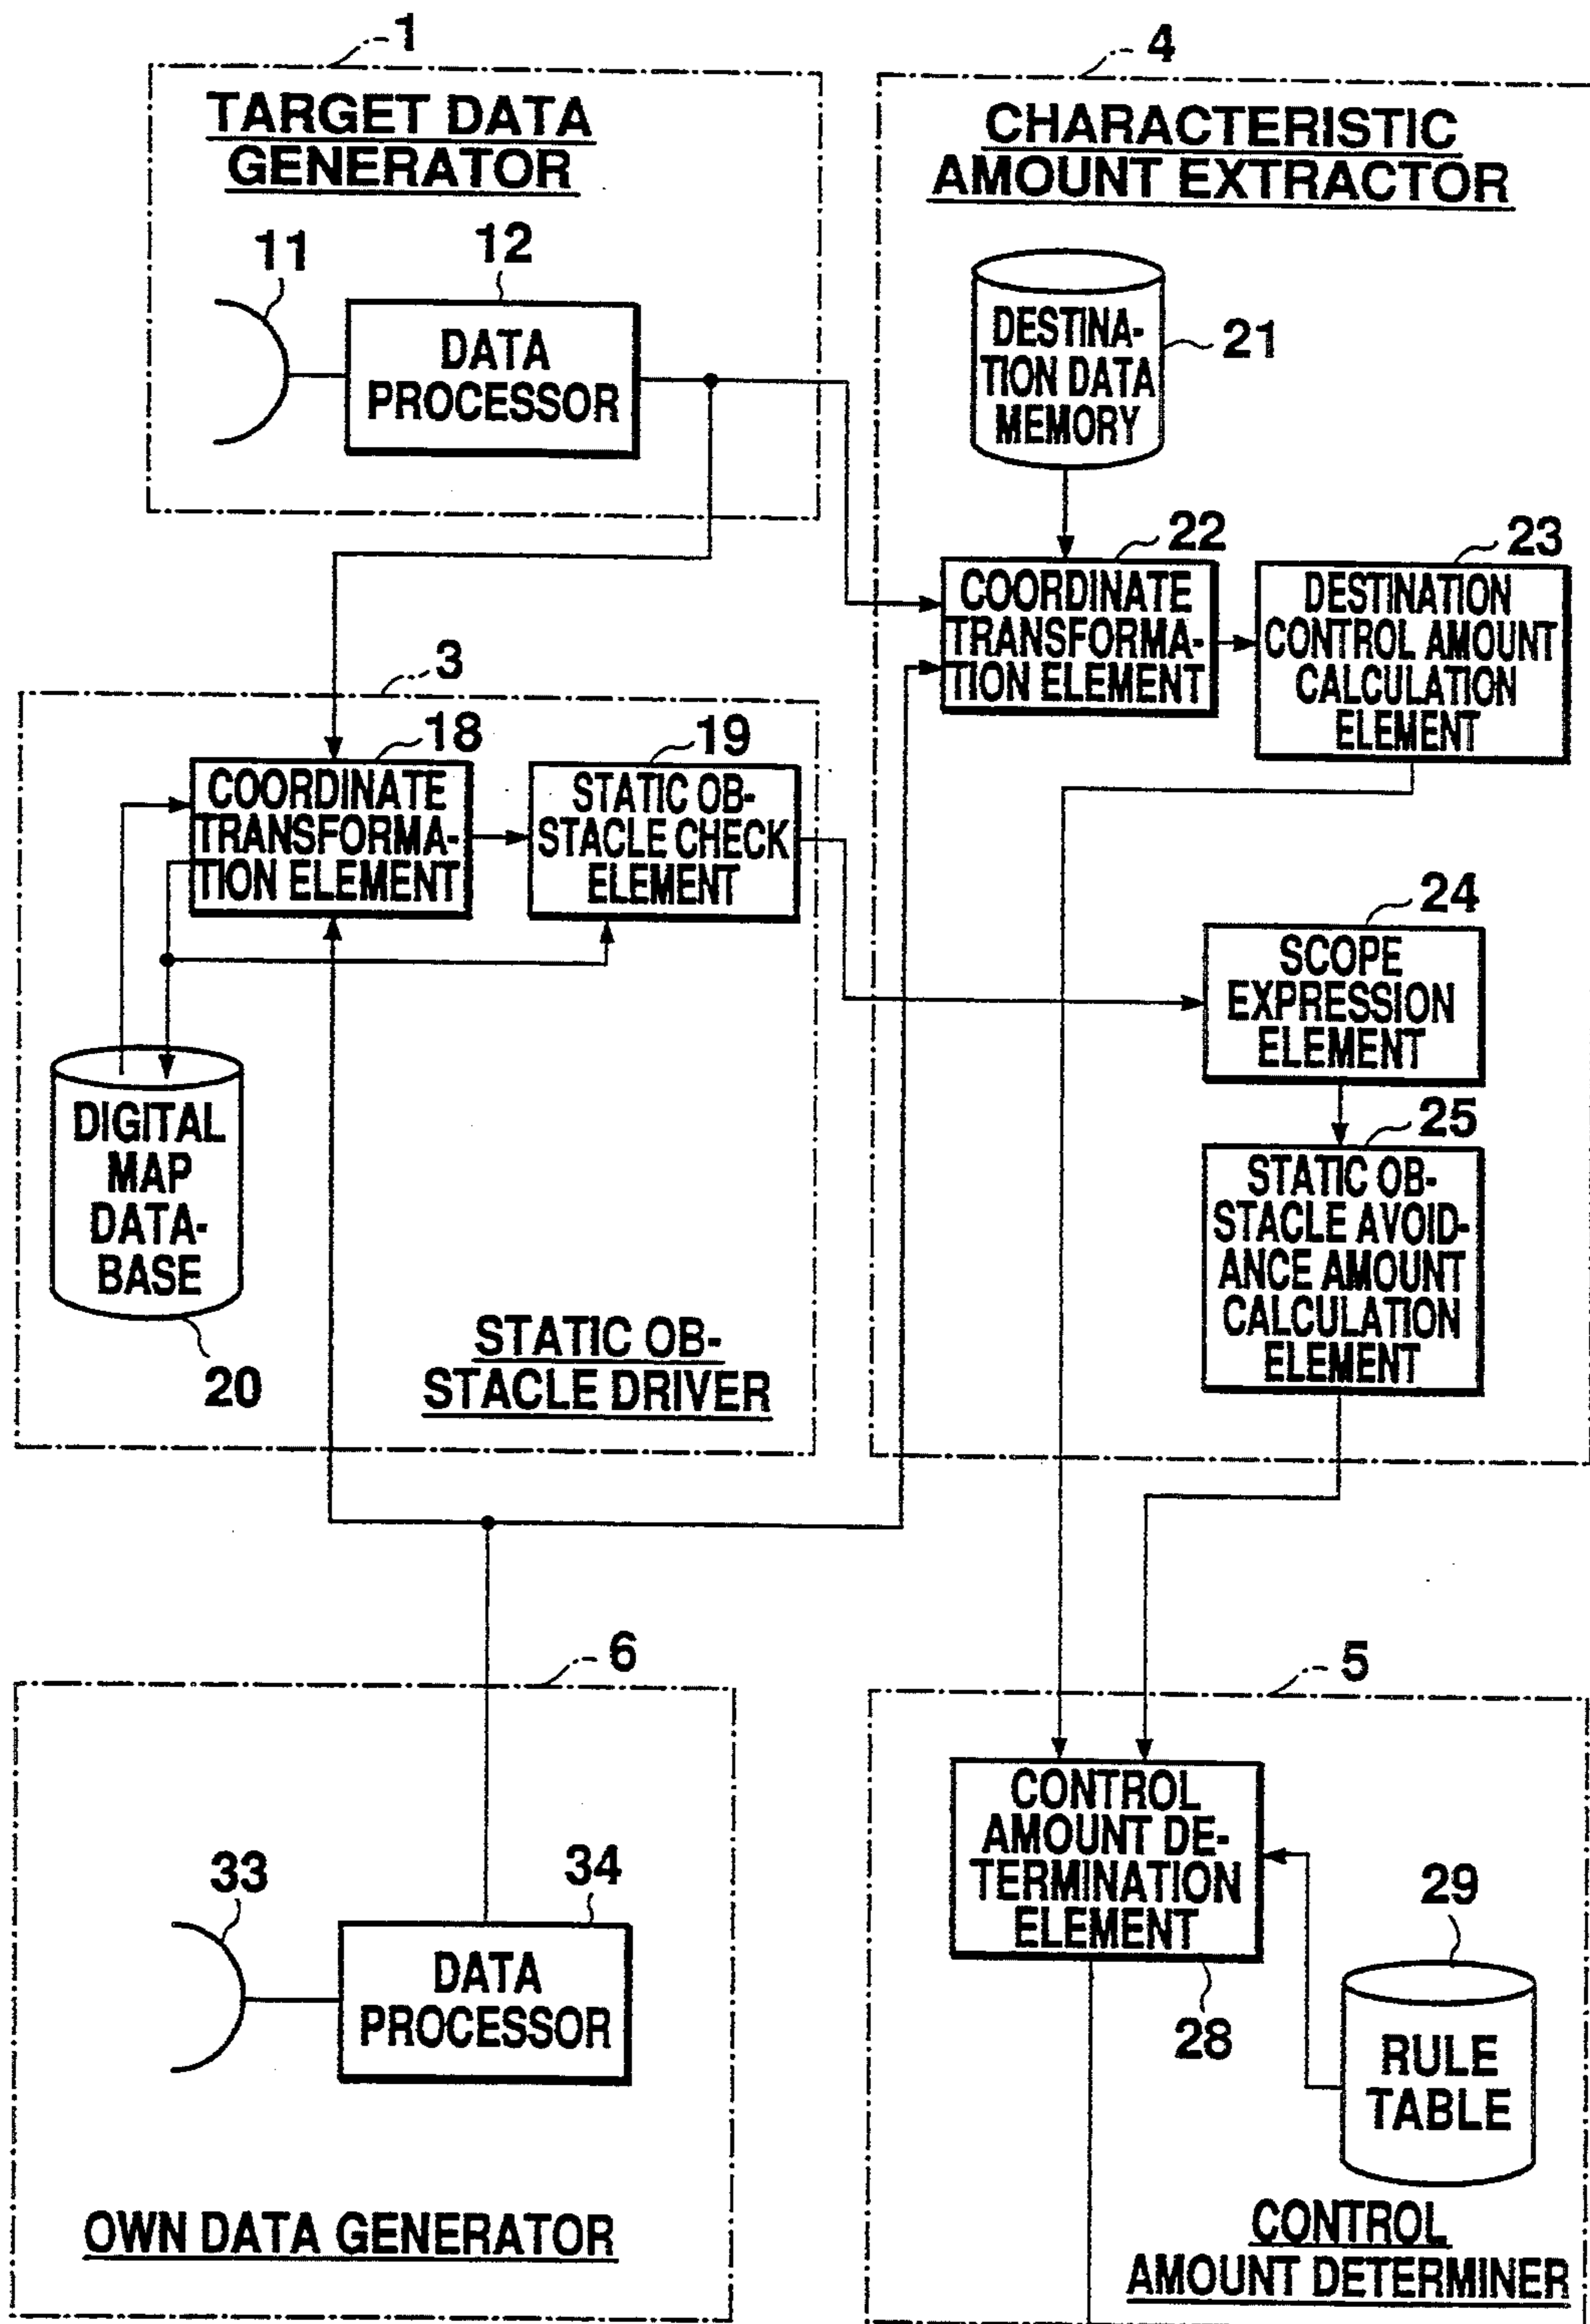 1
TARGET DATA
GENERATOR
11
12
DATA
PROCESSOR
4
CHARACTERISTIC
AMOUNT EXTRACTOR
DESTINA-
TION DATA
MEMORY
21
22
COORDINATE
TRANSFORMA-
TION ELEMENT
23
DESTINATION
CONTROL AMOUNT
CALCULATION
ELEMENT
3
18
COORDINATE
TRANSFORMA-
TION ELEMENT
19
STATIC OB-
STACLE CHECK
ELEMENT
24
SCOPE
EXPRESSION
ELEMENT
25
STATIC OB-
STACLE AVOID-
ANCE AMOUNT
CALCULATION
ELEMENT
DIGITAL
MAP
DATA-
BASE
20
STATIC OB-
STACLE DRIVER
6
33
34
DATA
PROCESSOR
OWN DATA GENERATOR
5
CONTROL
AMOUNT DE-
TERMINATION
ELEMENT
28
29
RULE
TABLE
CONTROL
AMOUNT DETERMINER